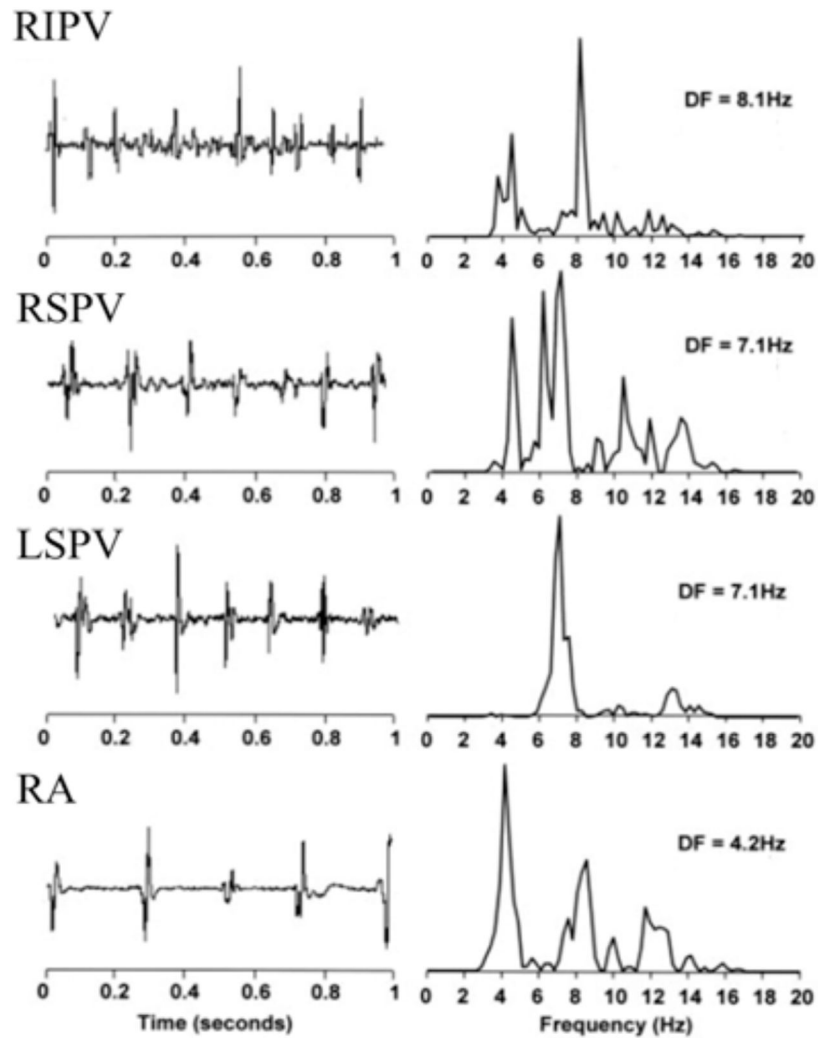 RIPV
DF = 8.1Hz
0 0.2 0.4 0.6 0.8 1
0 2 4 6 8 10 12 14 16 18 20
RSPV
DF = 7.1Hz
0 0.2 0.4 0.6 0.8 1
0 2 4 6 8 10 12 14 16 18 20
LSPV
DF = 7.1Hz
0 0.2 0.4 0.6 0.8 1
0 2 4 6 8 10 12 14 16 18 20
RA
DF = 4.2Hz
0 0.2 0.4 0.6 0.8 1
0 2 4 6 8 10 12 14 16 18 20
Time (seconds)
Frequency (Hz)